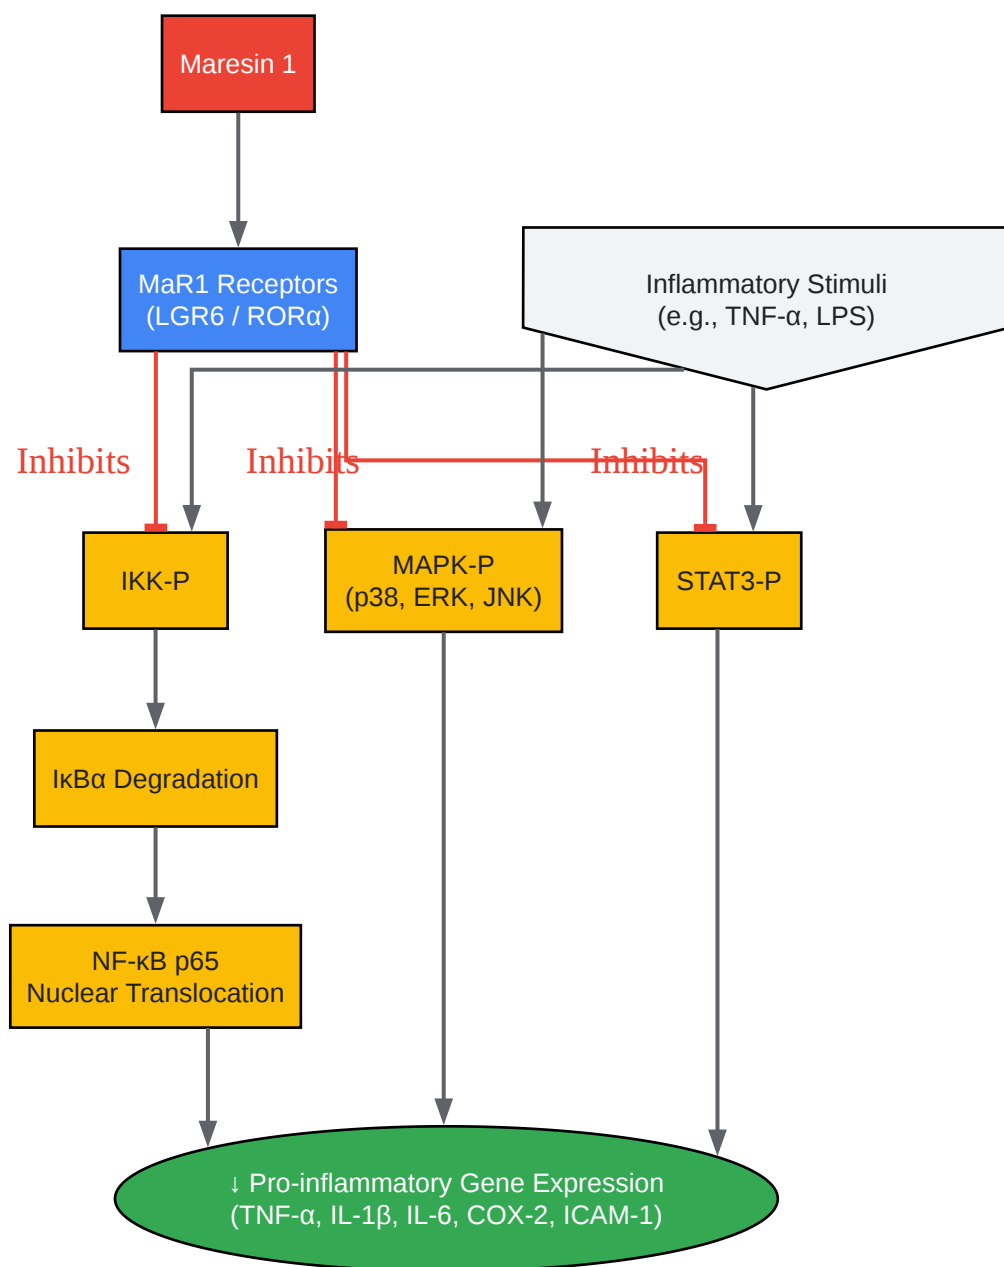 Maresin 1
MaR1 Receptors
(LGR6 / RORα)
Inflammatory Stimuli
(e.g., TNF-α, LPS)
Inhibits
Inhibits
Inhibits
IKK-P
MAPK-P
(p38, ERK, JNK)
STAT3-P
IκBα Degradation
NF-κB p65
Nuclear Translocation
↓ Pro-inflammatory Gene Expression
(TNF-α, IL-1β, IL-6, COX-2, ICAM-1)